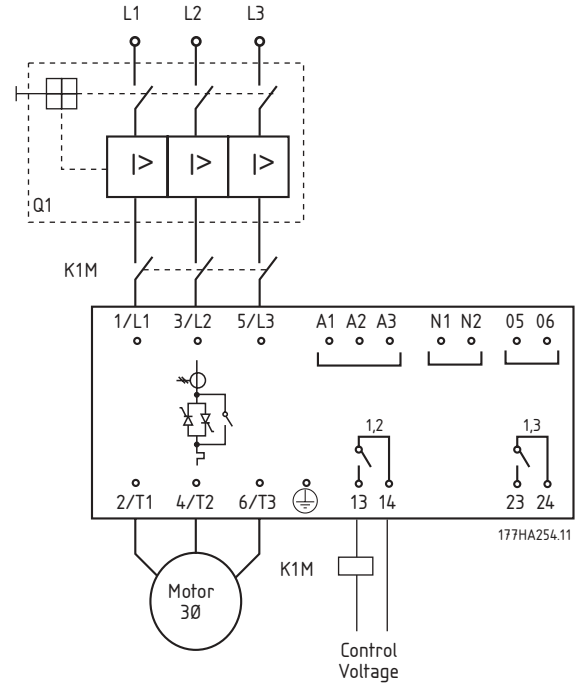 L1 L2 L3
I> I> I>
Q1
K1M
1/L1 3/L2 5/L3 A1 A2 A3 N1 N2 05 06
1,2 1,3
2/T1 4/T2 6/T3 13 14 23 24
177HA254.11
K1M
Motor
3Ø
Control
Voltage